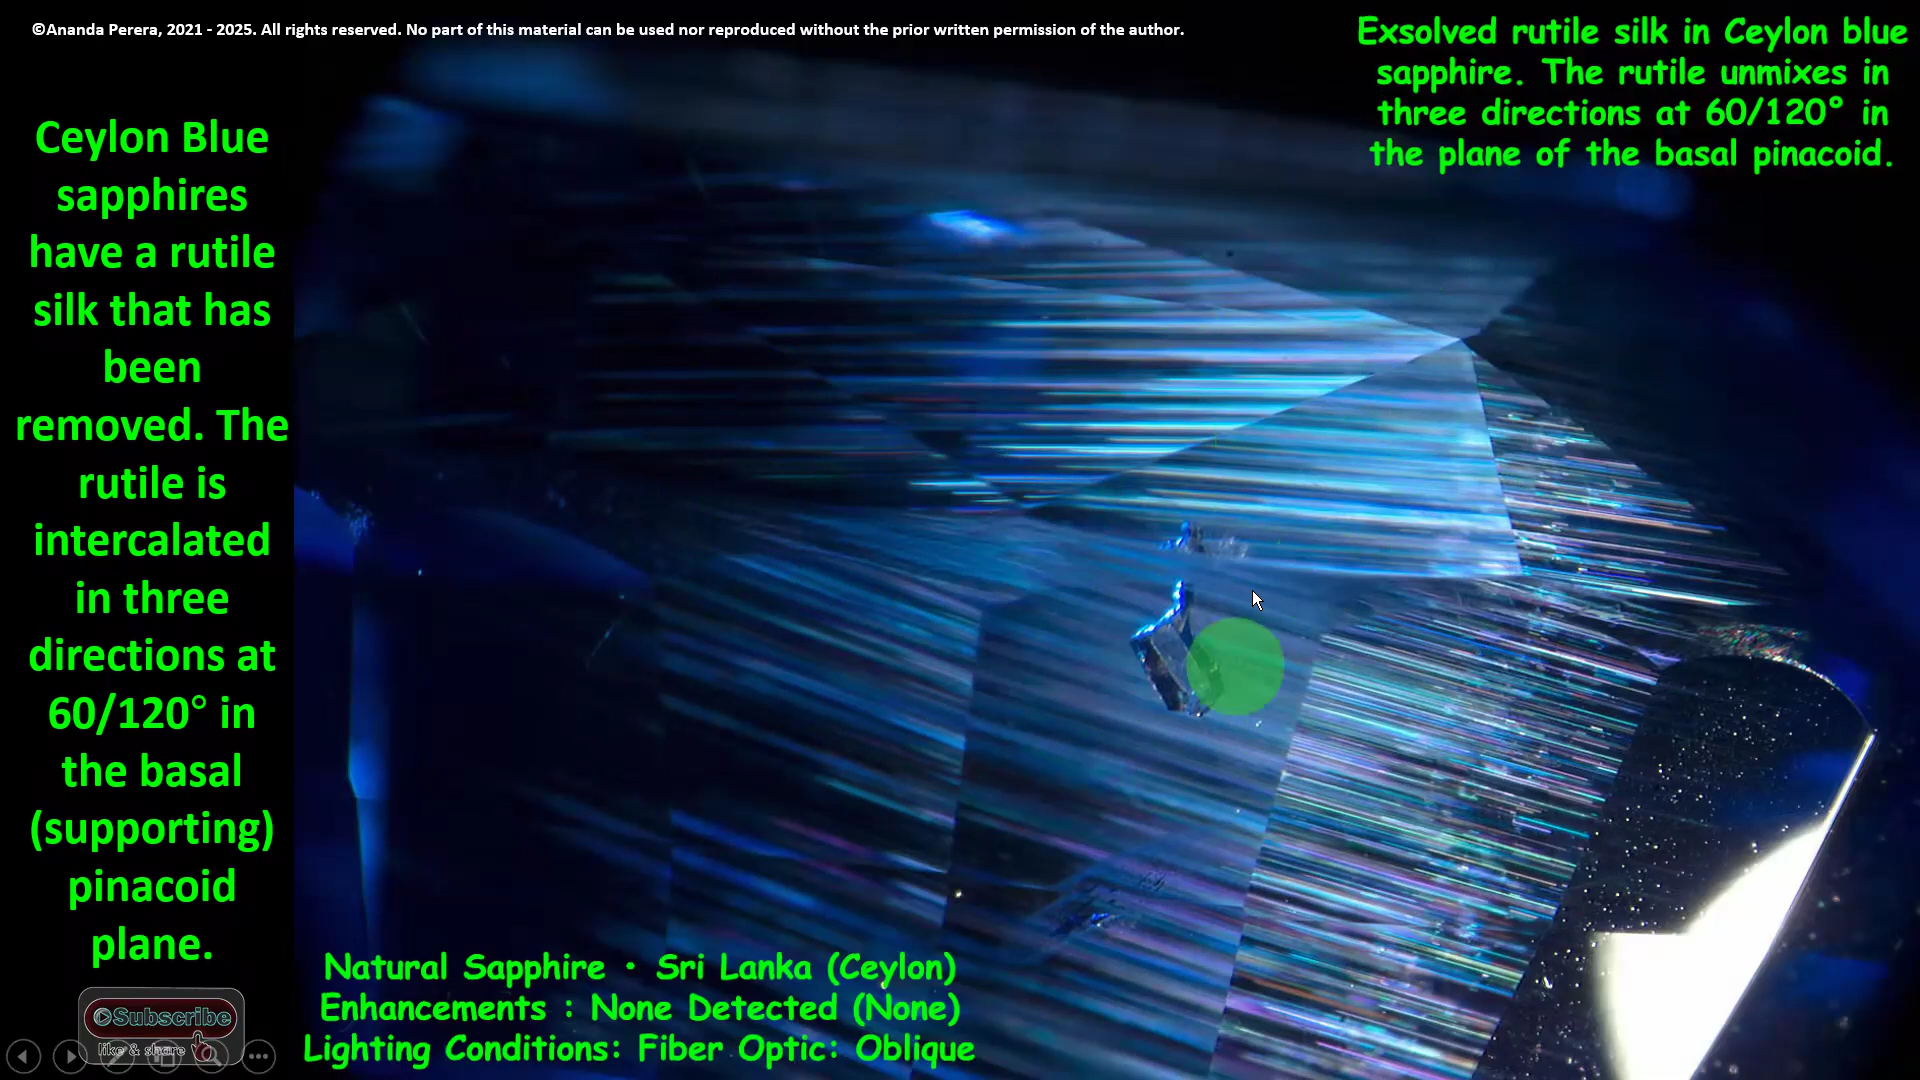 ©Ananda Perera, 2021 - 2025. All rights reserved. No part of this material can be used nor reproduced without the prior written permission of the author.
Exsolved rutile silk in Ceylon blue
sapphire. The rutile unmixes in
three directions at 60/120° in
the plane of the basal pinacoid.
Ceylon Blue
sapphires
have a rutile
silk that has
been
removed. The
rutile is
intercalated
in three
directions at
60/120° in
the basal
(supporting)
pinacoid
plane.
Natural Sapphire • Sri Lanka (Ceylon)
Enhancements : None Detected (None)
Lighting Conditions: Fiber Optic: Oblique
Subscribe
like & share